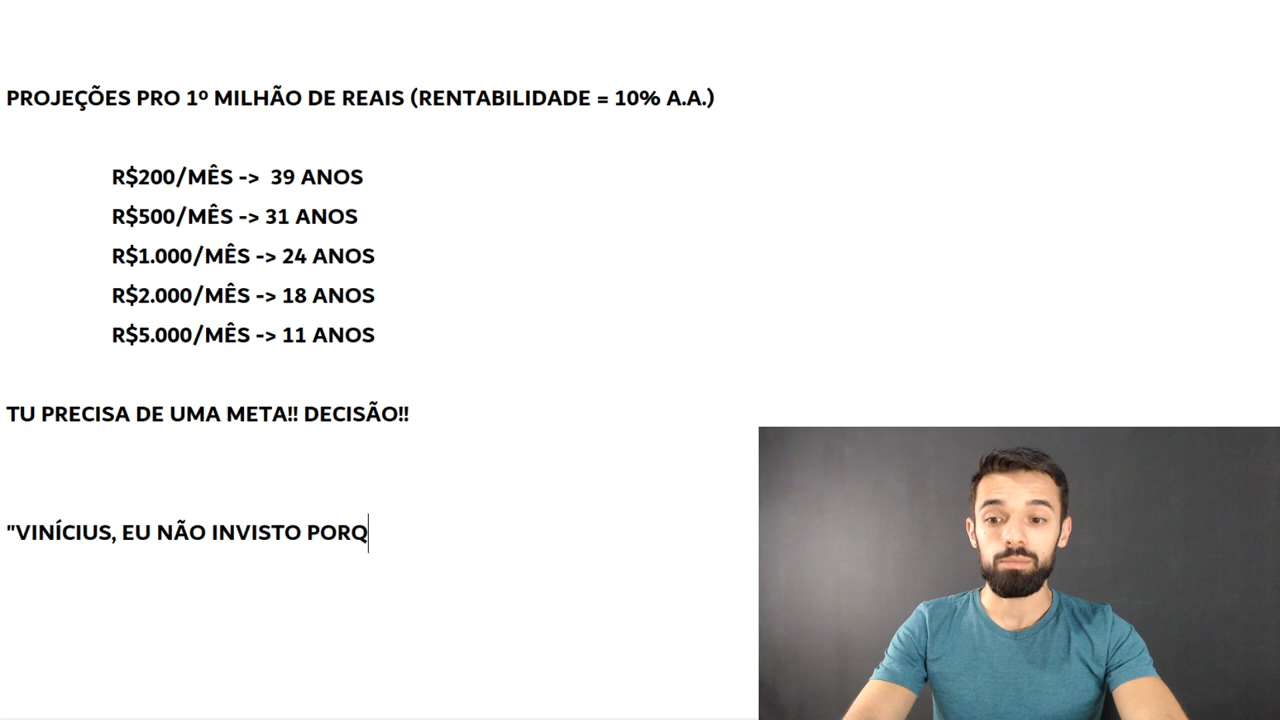 PROJEÇÕES PRO 1º MILHÃO DE REAIS (RENTABILIDADE = 10% A.A.)
R$200/MÊS -> 39 ANOS
R$500/MÊS -> 31 ANOS
R$1.000/MÊS -> 24 ANOS
R$2.000/MÊS -> 18 ANOS
R$5.000/MÊS -> 11 ANOS
TU PRECISA DE UMA META!! DECISÃO!!
"VINÍCIUS, EU NÃO INVISTO PORQ